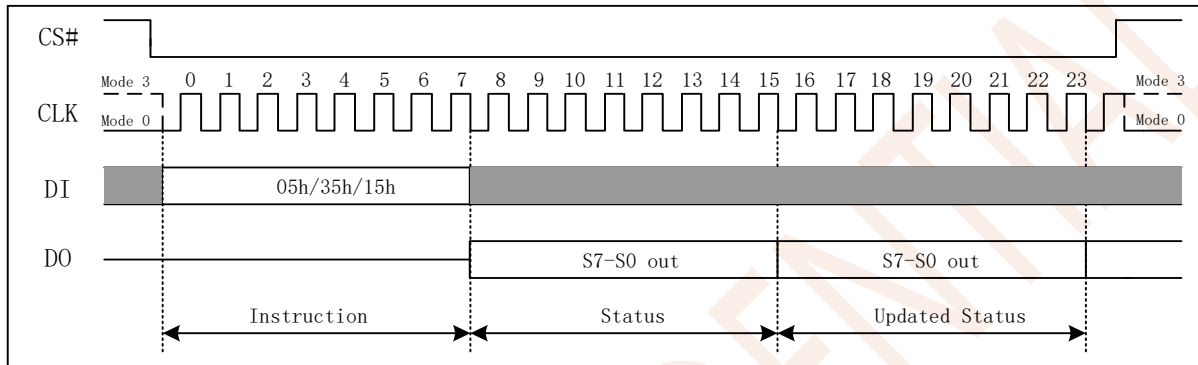 CS#
Mode 3 0 1 2 3 4 5 6 7 8 9 10 11 12 13 14 15 16 17 18 19 20 21 22 23 Mode 3
CLK
Mode 0 Mode 0
DI 05h/35h/15h
DO S7-S0 out S7-S0 out
Instruction Status Updated Status